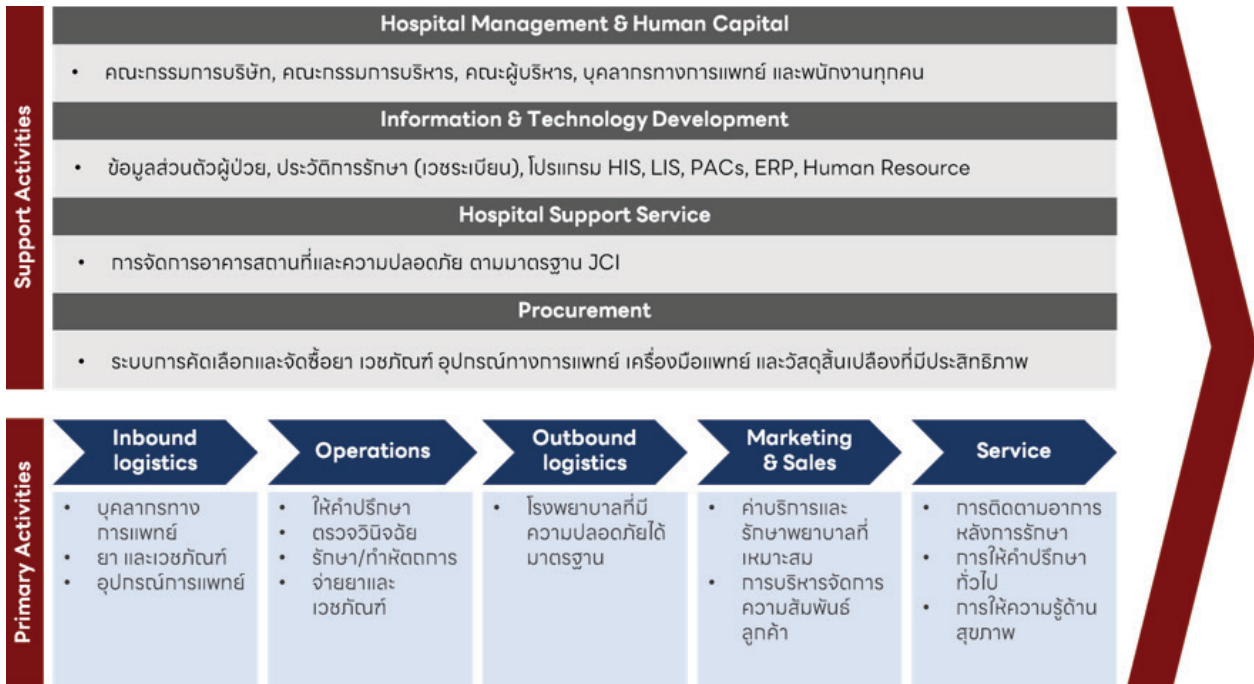 Support Activities
Hospital Management & Human Capital
• คณะกรรมการบริษัท, คณะกรรมการบริหาร, คณะผู้บริหาร, บุคลากรทางการแพทย์ และพนักงานทุกคน
Information & Technology Development
• ข้อมูลส่วนตัวผู้ป่วย, ประวัติการรักษา (เวชระเบียน), โปรแกรม HIS, LIS, PACs, ERP, Human Resource
Hospital Support Service
• การจัดการอาคารสถานที่และความปลอดภัย ตามมาตรฐาน JCI
Procurement
• ระบบการคัดเลือกและจัดซื้อยา เวชภัณฑ์ อุปกรณ์ทางการแพทย์ เครื่องมือแพทย์ และวัสดุสิ้นเปลืองที่มีประสิทธิภาพ
Primary Activities
Inbound
logistics
• บุคลากรทาง
การแพทย์
• ยา และเวชภัณฑ์
• อุปกรณ์การแพทย์
Operations
• ให้คำปรึกษา
• ตรวจวินิจฉัย
• รักษา/ทำหัตถการ
• จ่ายยาและ
เวชภัณฑ์
Outbound
logistics
• โรงพยาบาลที่มี
ความปลอดภัยได้
มาตรฐาน
Marketing
& Sales
• ค่าบริการและ
รักษาพยาบาลที่
เหมาะสม
• การบริหารจัดการ
ความสัมพันธ์
ลูกค้า
Service
• การติดตามอาการ
หลังการรักษา
• การให้คำปรึกษา
ทั่วไป
• การให้ความรู้ด้าน
สุขภาพ